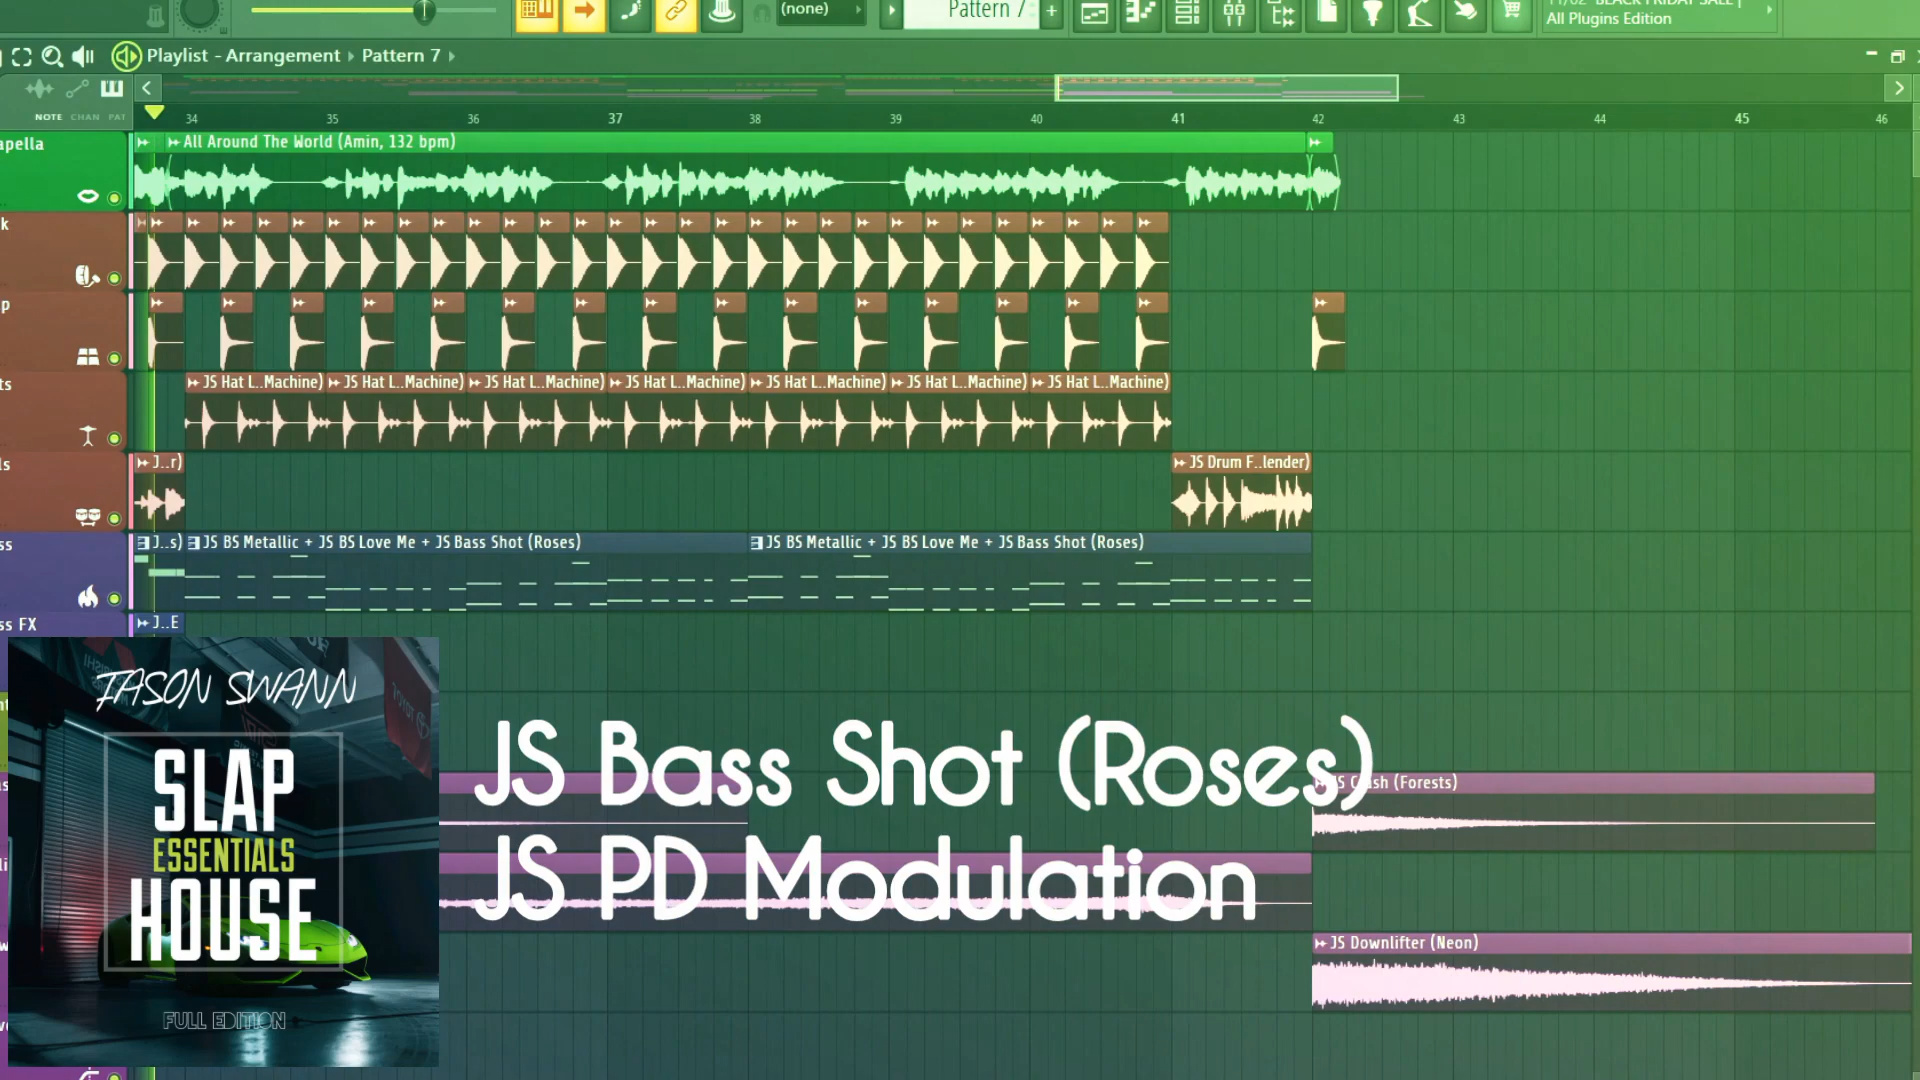 (none)
Pattern 7
+
All Plugins Edition
Playlist - Arrangement
Pattern 7
NOTE CHAN PAT
34 35 36 37 38 39 40 41 42 43 44 45 46
apella
All Around The World (Amin, 132 bpm)
k
p
ts
JS Hat L..Machine) JS Hat L..Machine) JS Hat L..Machine) JS Hat L..Machine) JS Hat L..Machine) JS Hat L..Machine) JS Hat L..Machine)
ls
J..r)
JS Drum F..lender)
ss
J..s)
JS BS Metallic + JS BS Love Me + JS Bass Shot (Roses)
JS BS Metallic + JS BS Love Me + JS Bass Shot (Roses)
ss FX
J..E
JASON SWANN
SLAP
ESSENTIALS
HOUSE
FULL EDITION
JS Bass Shot (Roses)
JS PD Modulation
(Forests)
JS Downlifter (Neon)